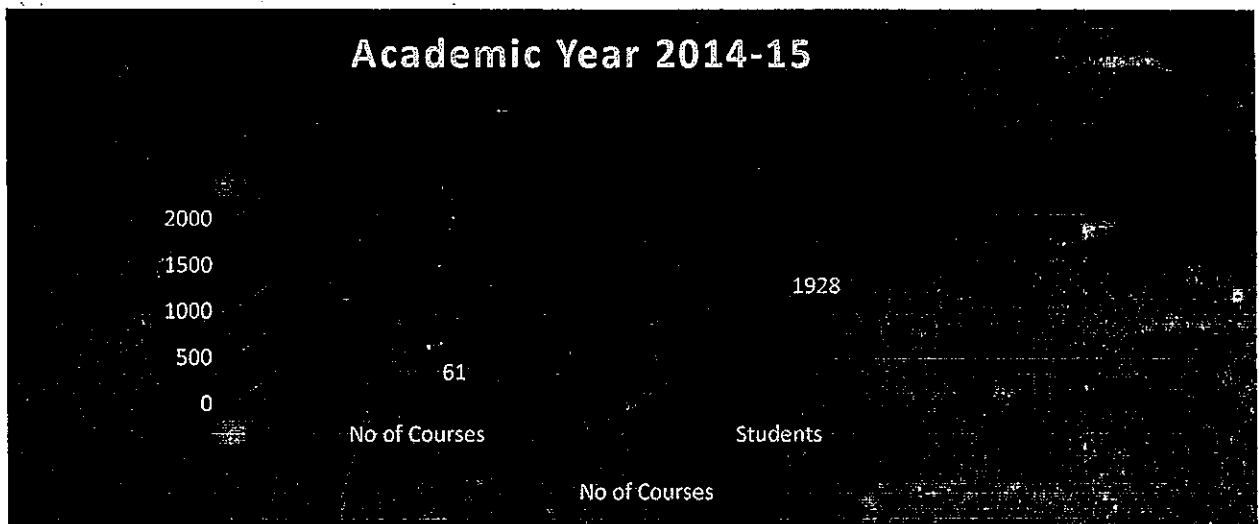 Academic Year 2014-15
2000
1500
1000
500
0
1928
61
No of Courses
Students
No of Courses